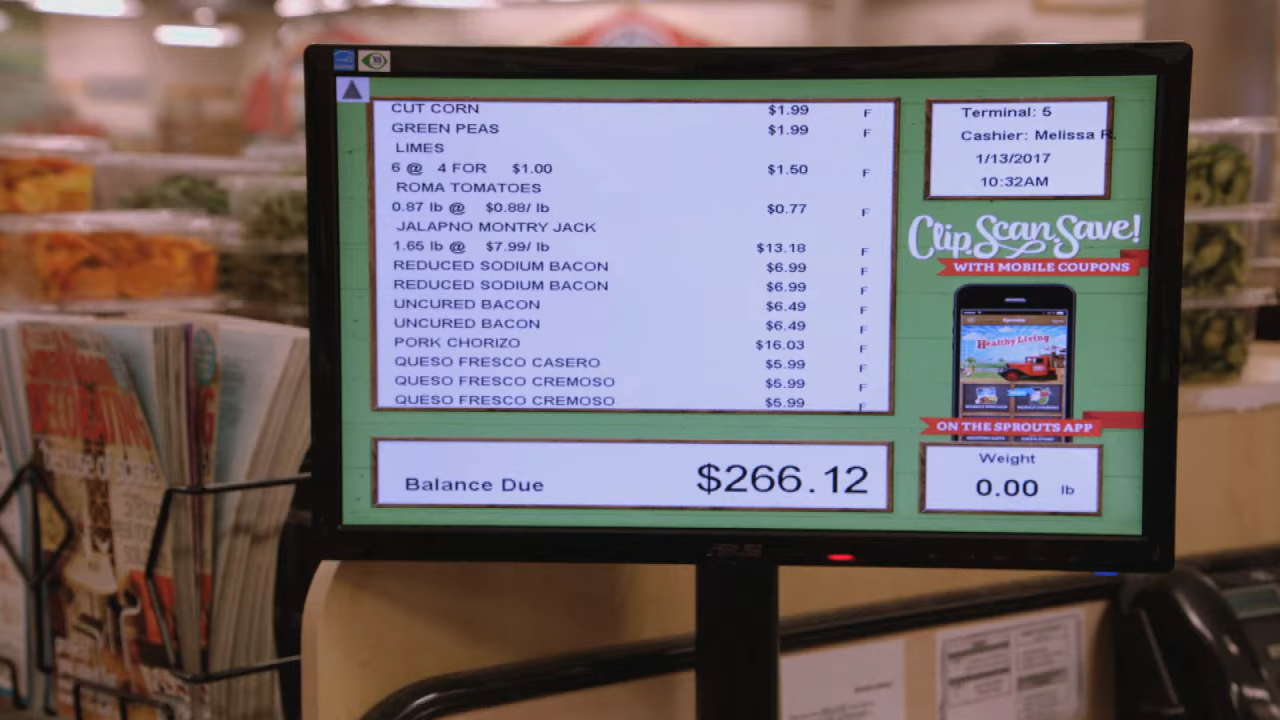 CUT CORN $1.99 F
GREEN PEAS $1.99 F
LIMES
6 @ 4 FOR $1.00 $1.50 F
ROMA TOMATOES
0.87 lb @ $0.88/ lb $0.77 F
JALAPNO MONTRY JACK
1.65 lb @ $7.99/ lb $13.18 F
REDUCED SODIUM BACON $6.99 F
REDUCED SODIUM BACON $6.99 F
UNCURED BACON $6.49 F
UNCURED BACON $6.49 F
PORK CHORIZO $16.03 F
QUESO FRESCO CASERO $5.99 F
QUESO FRESCO CREMOSO $5.99 F
QUESO FRESCO CREMOSO $5.99 F
Balance Due $266.12
Terminal: 5
Cashier: Melissa R.
1/13/2017
10:32AM
Clip.Scan.Save!
WITH MOBILE COUPONS
Healthy Living
ON THE SPROUTS APP
Weight
0.00 lb
ASUS
DECORATING